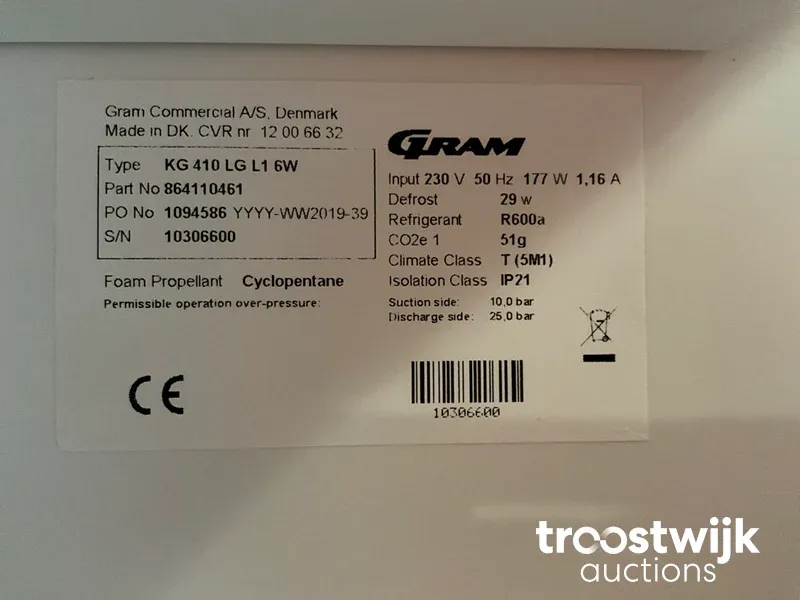 Gram Commercial A/S, Denmark
Made in DK. CVR nr 12 00 66 32
Type KG 410 LG L1 6W
Part No 864110461
PO No 1094586 YYYY-WW2019-39
S/N 10306600
Foam Propellant Cyclopentane
Permissible operation over-pressure:
CE
GRAM
Input 230 V 50 Hz 177 W 1,16 A
Defrost 29 w
Refrigerant R600a
CO2e 1 51g
Climate Class T (5M1)
Isolation Class IP21
Suction side: 10,0 bar
Discharge side: 25,0 bar
10306600
troostwijk
auctions